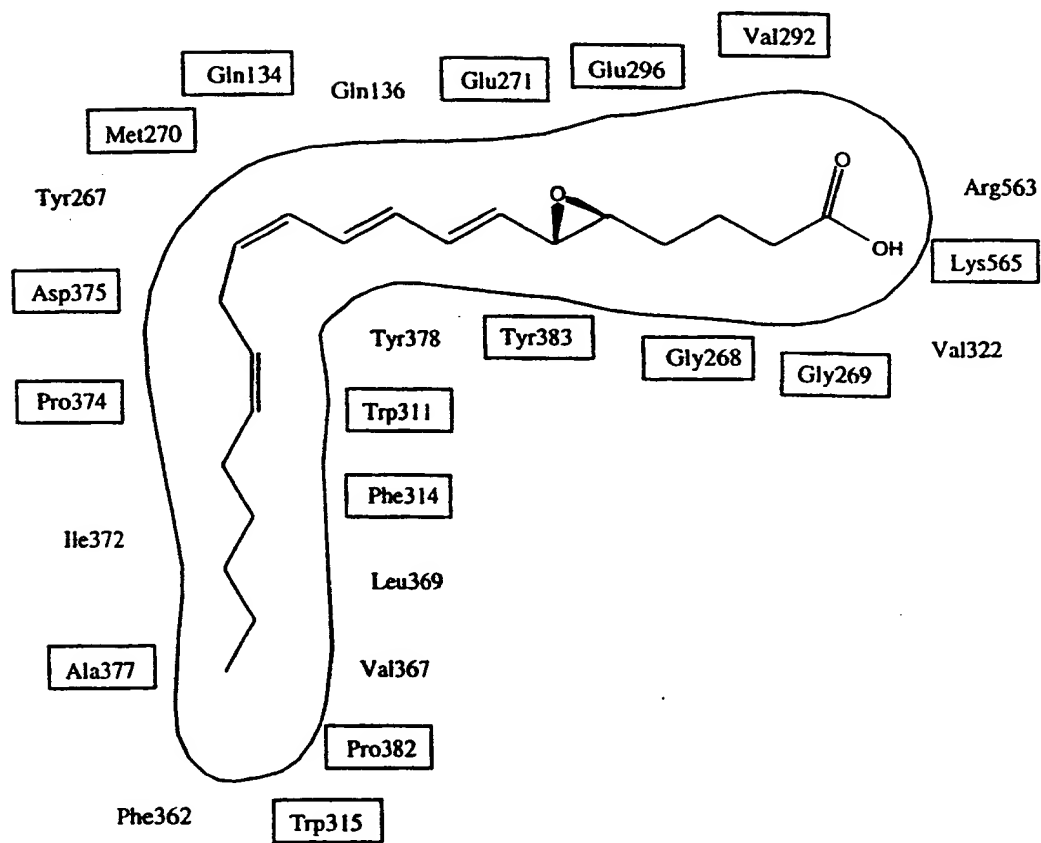 Val292
Gln134
Gln136
Glu271
Glu296
Met270
Tyr267
O
O
OH
Arg563
Lys565
Asp375
Tyr378
Tyr383
Gly268
Gly269
Val322
Pro374
Trp311
Phe314
Ile372
Leu369
Ala377
Val367
Pro382
Phe362
Trp315